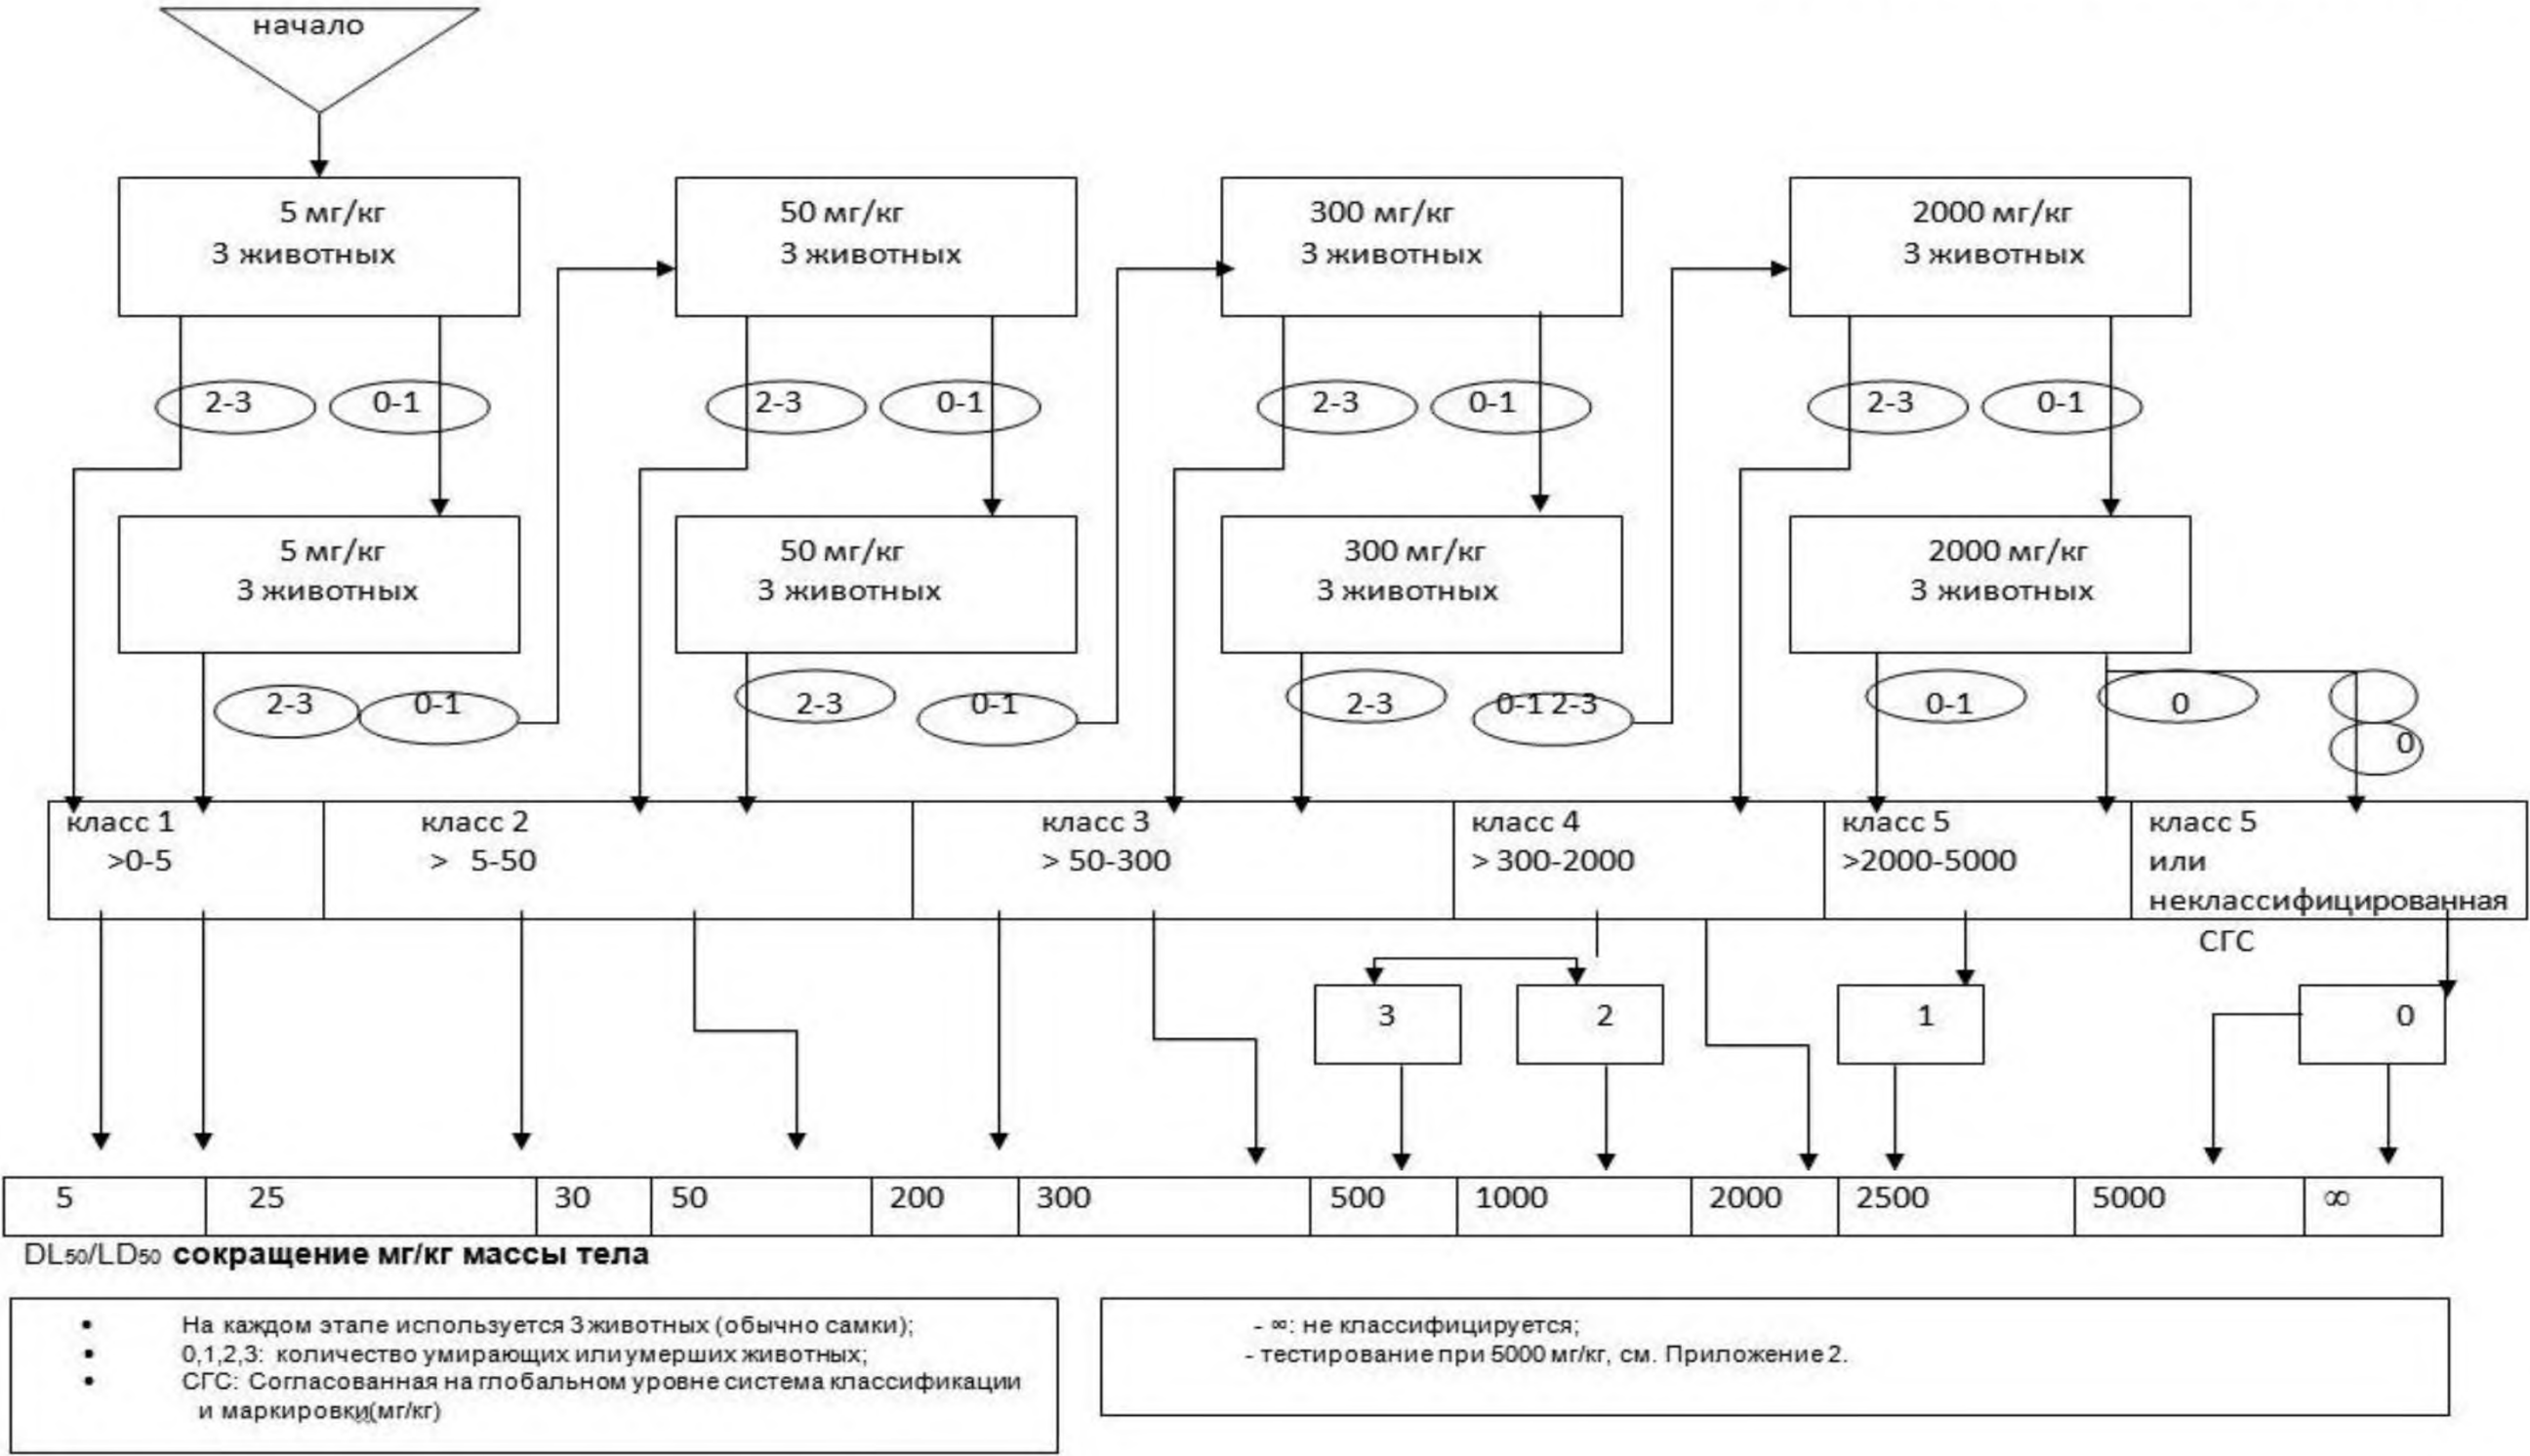 начало
5 мг/кг
3 животных
50 мг/кг
3 животных
300 мг/кг
3 животных
2000 мг/кг
3 животных
2-3
0-1
2-3
0-1
2-3
0-1
2-3
0-1
5 мг/кг
3 животных
50 мг/кг
3 животных
300 мг/кг
3 животных
2000 мг/кг
3 животных
2-3
0-1
2-3
0-1
2-3
0-1 2-3
0-1
0
0
класс 1
>0-5
класс 2
> 5-50
класс 3
> 50-300
класс 4
> 300-2000
класс 5
>2000-5000
класс 5
или
неклассифицированная
СГС
3
2
1
0
5 25 30 50 200 300 500 1000 2000 2500 5000 ∞
DL50/LD50 сокращение мг/кг массы тела
• На каждом этапе используется 3 животных (обычно самки);
• 0,1,2,3: количество умирающих или умерших животных;
• СГС: Согласованная на глобальном уровне система классификации
и маркировки(мг/кг)
- ∞: не классифицируется;
- тестирование при 5000 мг/кг, см. Приложение 2.